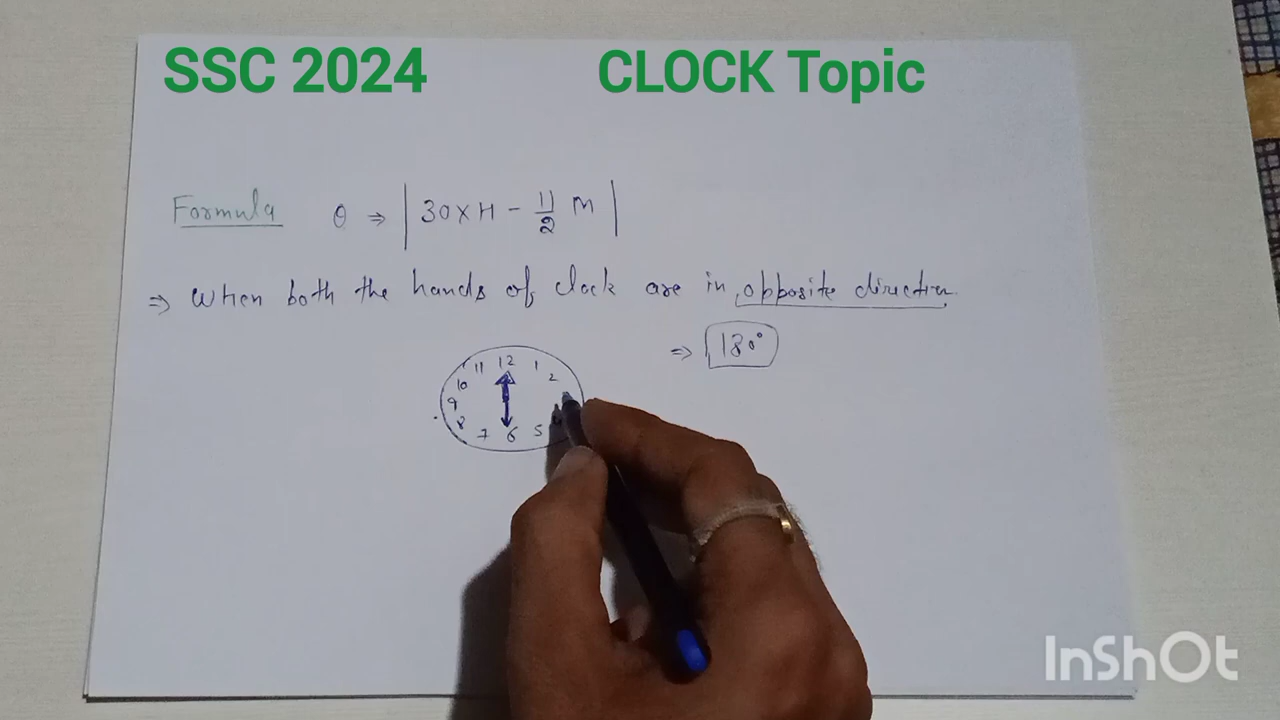 SSC 2024 CLOCK Topic
Formula θ ⇒ | 30×H - 11/2 M |
⇒ When both the hands of clock are in opposite direction
⇒ 180°
11 12 1
10 2
9
8
7 6 5
InShOt